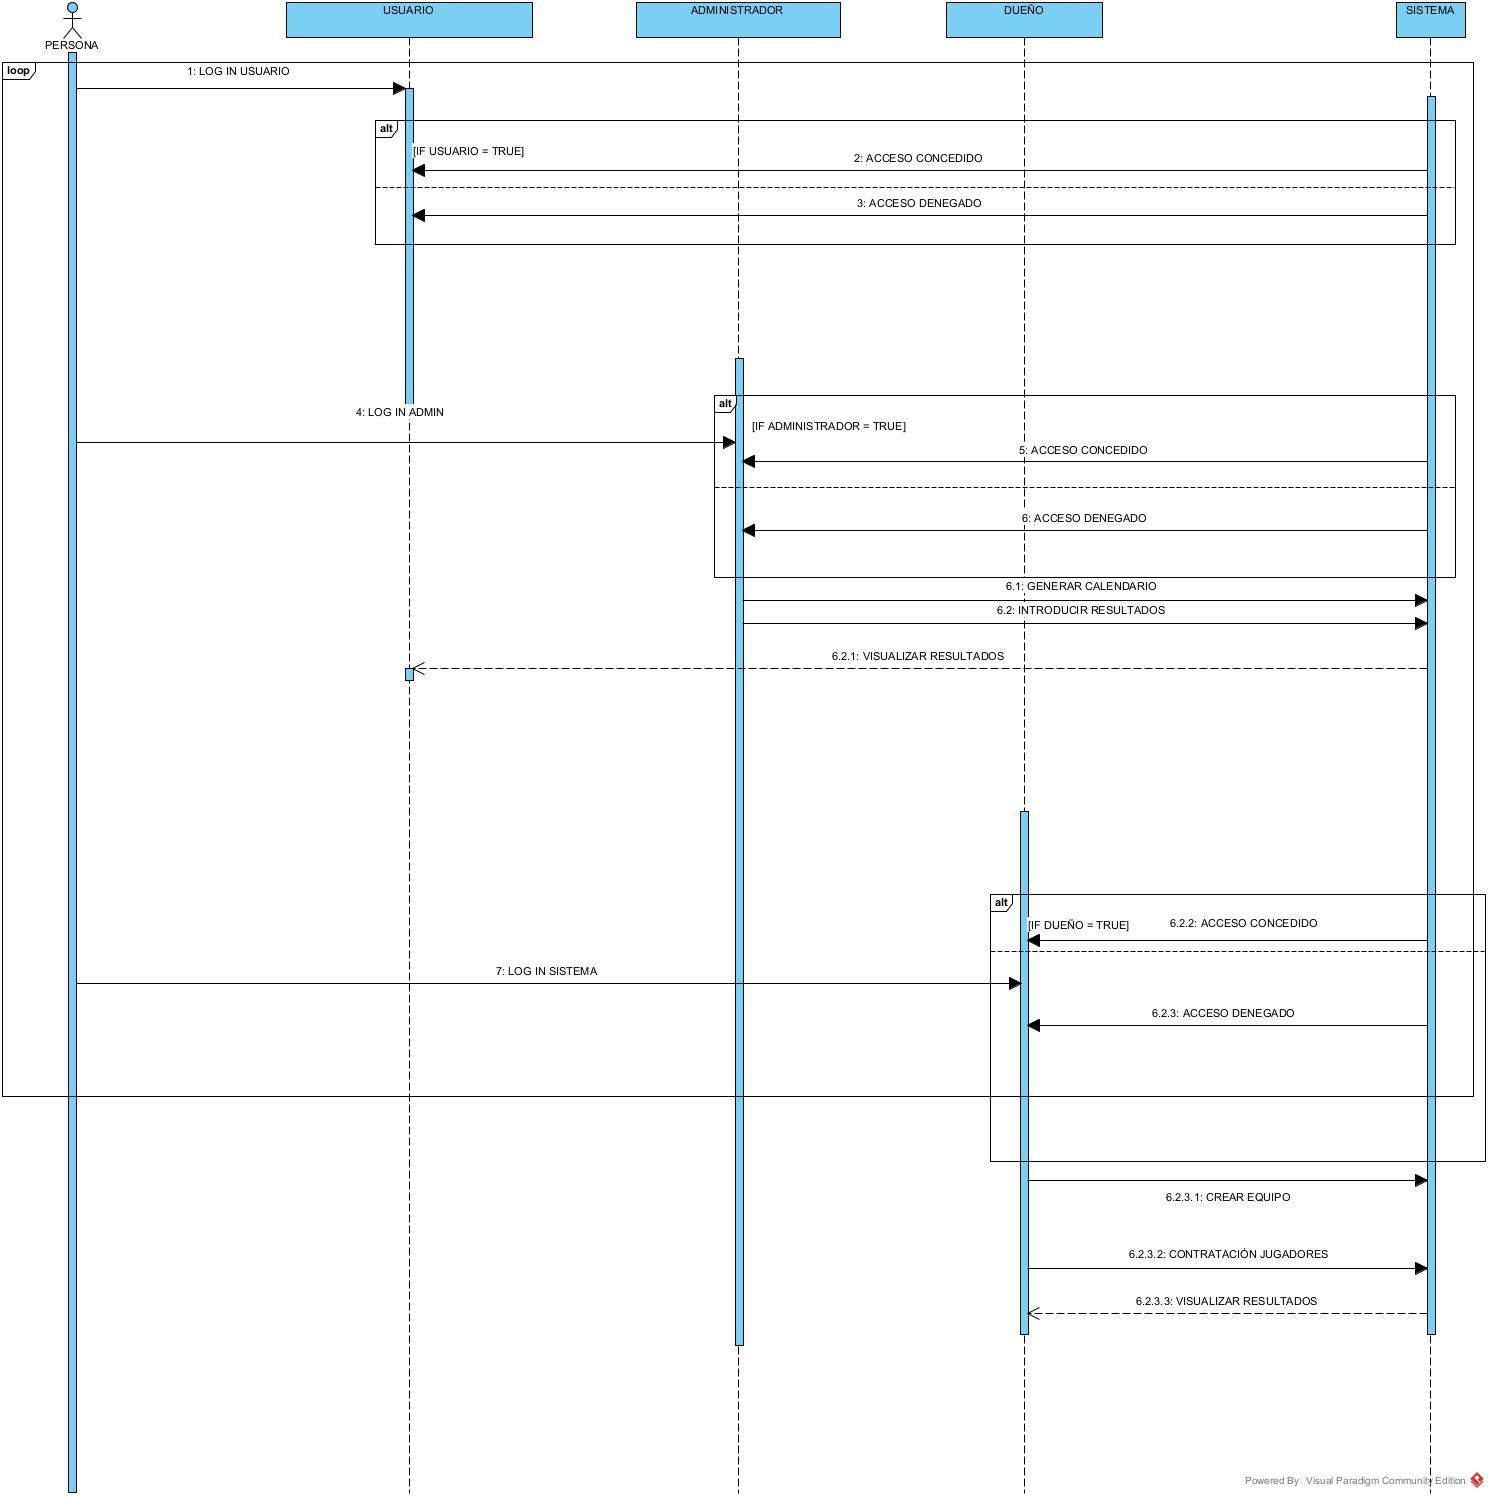 USUARIO
ADMINISTRADOR
DUEÑO
SISTEMA
PERSONA
loop
1: LOG IN USUARIO
alt
[IF USUARIO = TRUE]
2: ACCESO CONCEDIDO
3: ACCESO DENEGADO
alt
4: LOG IN ADMIN
[IF ADMINISTRADOR = TRUE]
5: ACCESO CONCEDIDO
6: ACCESO DENEGADO
6.1: GENERAR CALENDARIO
6.2: INTRODUCIR RESULTADOS
6.2.1: VISUALIZAR RESULTADOS
alt
[IF DUEÑO = TRUE]
6.2.2: ACCESO CONCEDIDO
7: LOG IN SISTEMA
6.2.3: ACCESO DENEGADO
6.2.3.1: CREAR EQUIPO
6.2.3.2: CONTRATACIÓN JUGADORES
6.2.3.3: VISUALIZAR RESULTADOS
Powered By Visual Paradigm Community Edition